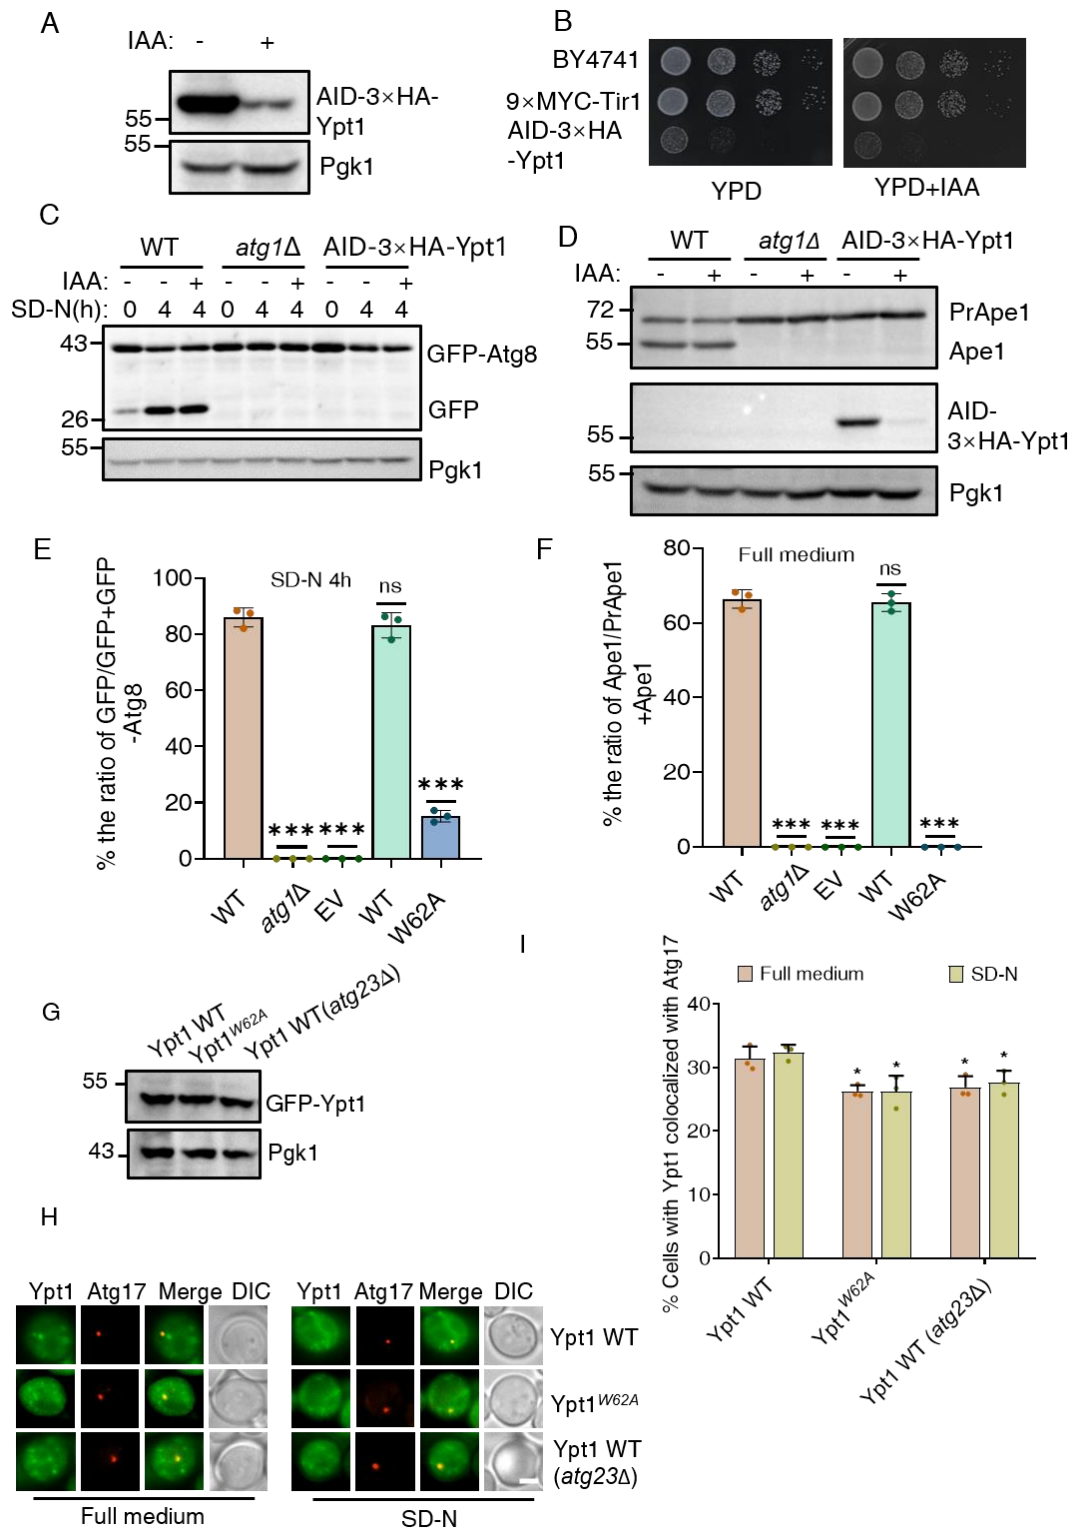 A
IAA: - +
55
AID-3×HA-
Ypt1
55
Pgk1
B
BY4741
9×MYC-Tir1
AID-3×HA
-Ypt1
YPD
YPD+IAA
C
WT atg1Δ AID-3×HA-Ypt1
IAA: - - + - - + - - +
SD-N(h): 0 4 4 0 4 4 0 4 4
43
GFP-Atg8
GFP
26
55
Pgk1
D
WT atg1Δ AID-3×HA-Ypt1
IAA: - + - + - +
72
PrApe1
55
Ape1
AID-
3×HA-Ypt1
55
55
Pgk1
E
% the ratio of GFP/GFP+GFP
-Atg8
SD-N 4h
100
80
60
40
20
0
*** *** ns ***
WT atg1Δ EV WT W62A
F
% the ratio of Ape1/PrApe1
+Ape1
Full medium
80
60
40
20
0
*** *** ns ***
WT atg1Δ EV WT W62A
G
Ypt1 WT
Ypt1W62A
Ypt1 WT(atg23Δ)
55
GFP-Ypt1
43
Pgk1
H
Ypt1 Atg17 Merge DIC
Ypt1 Atg17 Merge DIC
Ypt1 WT
Ypt1W62A
Ypt1 WT
(atg23Δ)
Full medium
SD-N
I
% Cells with Ypt1 colocalized with Atg17
Full medium
SD-N
40
30
20
10
0
* * * *
Ypt1 WT
Ypt1W62A
Ypt1 WT (atg23Δ)